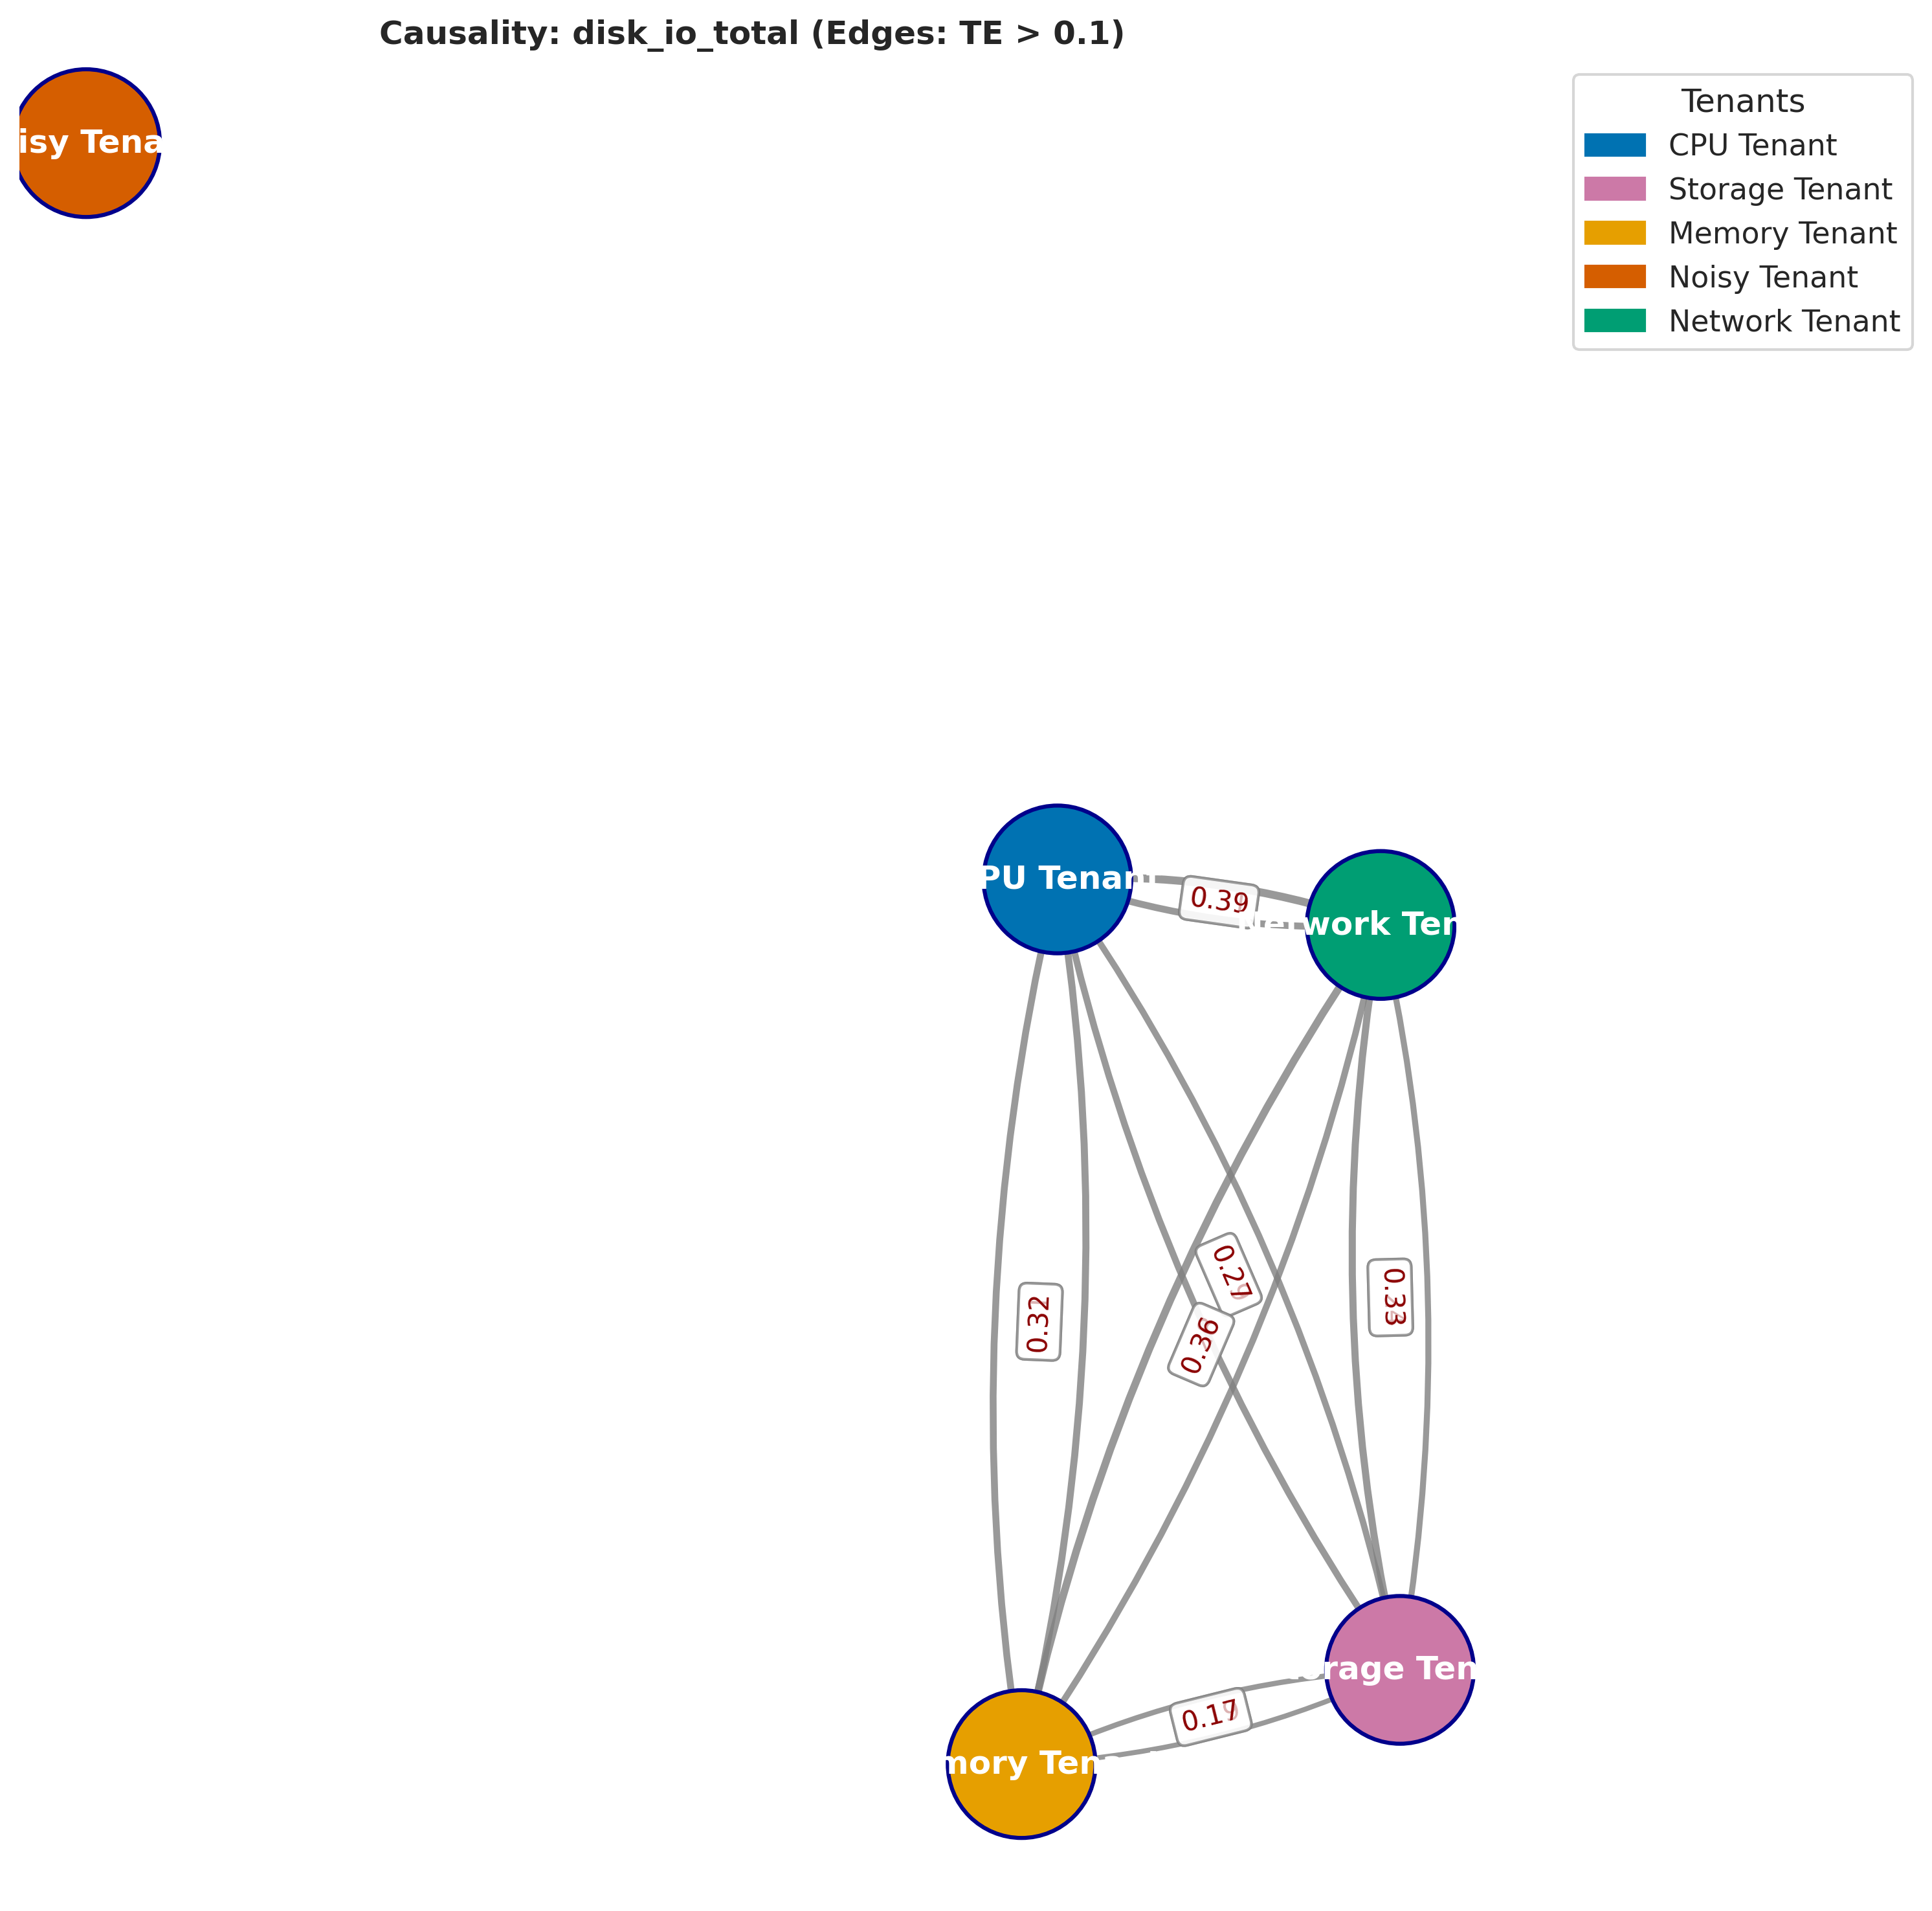 Causality: disk_io_total (Edges: TE > 0.1)
isy Tena
Tenants
CPU Tenant
Storage Tenant
Memory Tenant
Noisy Tenant
Network Tenant
PU Tenant
0.39
Network Ten
0.27
0.32
0.36
0.33
orage Ten
0.17
mory Ten